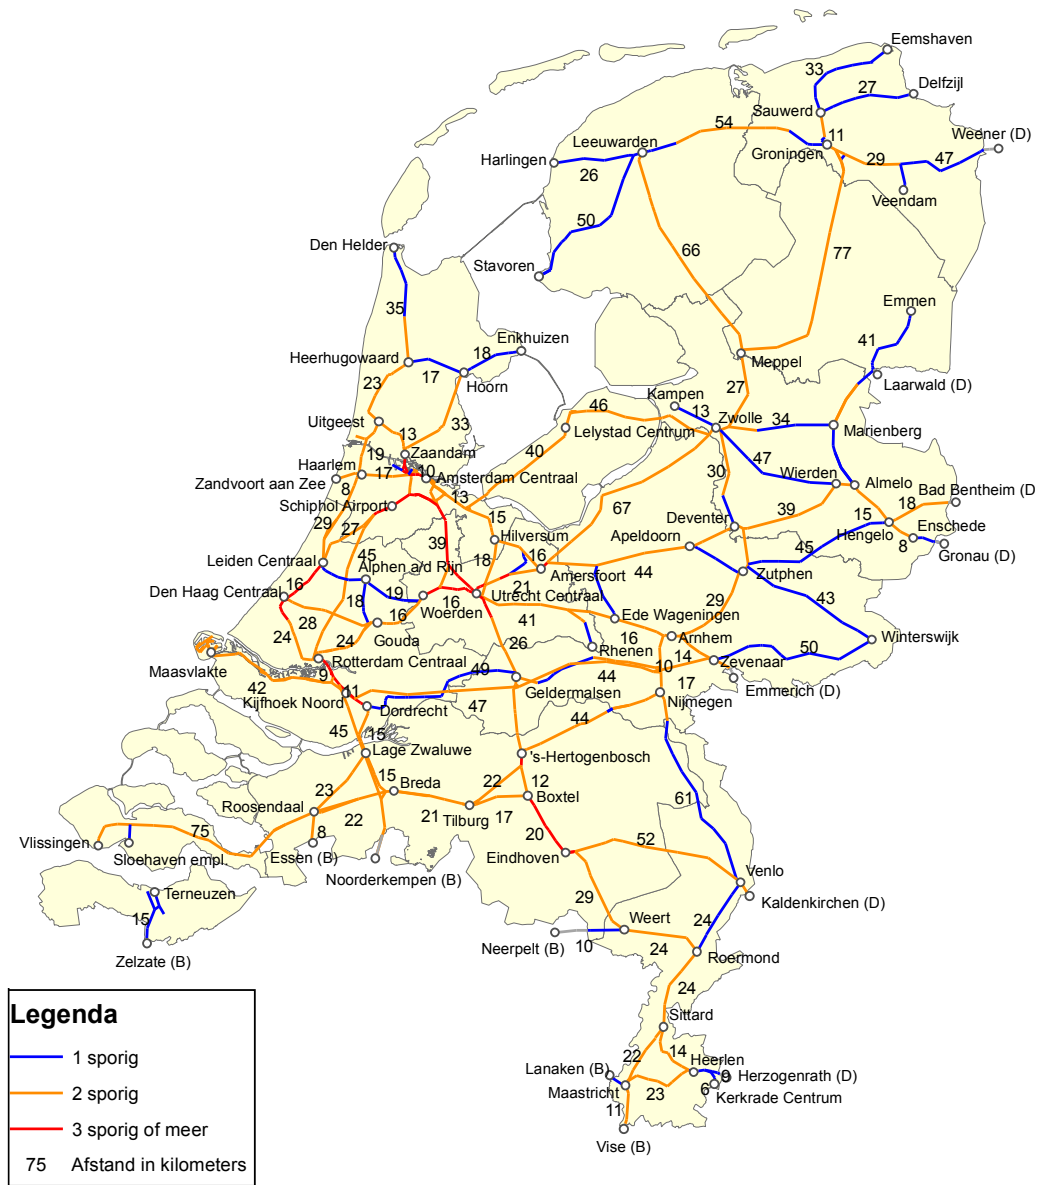 Eemshaven
33
Delfzijl
27
Sauwerd
54
11
Weener (D)
Leeuwarden
Groningen
Harlingen
29
47
26
Veendam
50
Den Helder
66
77
Stavoren
Emmen
35
41
Enkhuizen
18
Heerhugowaard
Meppel
17
Hoorn
Laarwald (D)
23
27
Kampen
46
13
Zwolle
34
Uitgeest
33
Lelystad Centrum
Marienberg
13
19
Zaandam
40
47
Haarlem
17
10
Amsterdam Centraal
30
Wierden
Almelo
Zandvoort aan Zee
8
Bad Bentheim (D
13
18
Schiphol Airport
67
39
15
15
Deventer
Enschede
29
27
Hilversum
Hengelo
Apeldoorn
39
45
8
Gronau (D)
45
18
16
Leiden Centraal
Alphen a/d Rijn
Amersfoort
44
Zutphen
16
21
Den Haag Centraal
19
16
Utrecht Centraal
43
18
Woerden
29
28
16
41
Ede Wageningen
24
Gouda
16
Arnhem
Winterswijk
24
26
Rhenen
14
50
Rotterdam Centraal
Zevenaar
Maasvlakte
9
49
10
44
Emmerich (D)
42
11
Geldermalsen
17
Kijfhoek Noord
Nijmegen
Dordrecht
47
44
45
15
Lage Zwaluwe
's-Hertogenbosch
15
Breda
22
12
23
61
Roosendaal
Boxtel
22
21
Tilburg
17
75
8
20
52
Vlissingen
Sloehaven empl.
Essen (B)
Eindhoven
Noorderkempen (B)
Venlo
Terneuzen
29
Kaldenkirchen (D)
15
Weert
24
Neerpelt (B)
10
24
Zelzate (B)
Roermond
24
Sittard
22
14
Lanaken (B)
Heerlen
9
Herzogenrath (D)
Maastricht
23
6
Kerkrade Centrum
11
Vise (B)
Legenda
1 sporig
2 sporig
3 sporig of meer
75 Afstand in kilometers